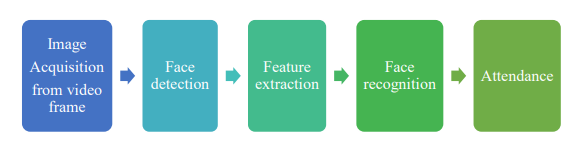 Image
Acquisition
from video
frame
Face
detection
Feature
extraction
Face
recognition
Attendance